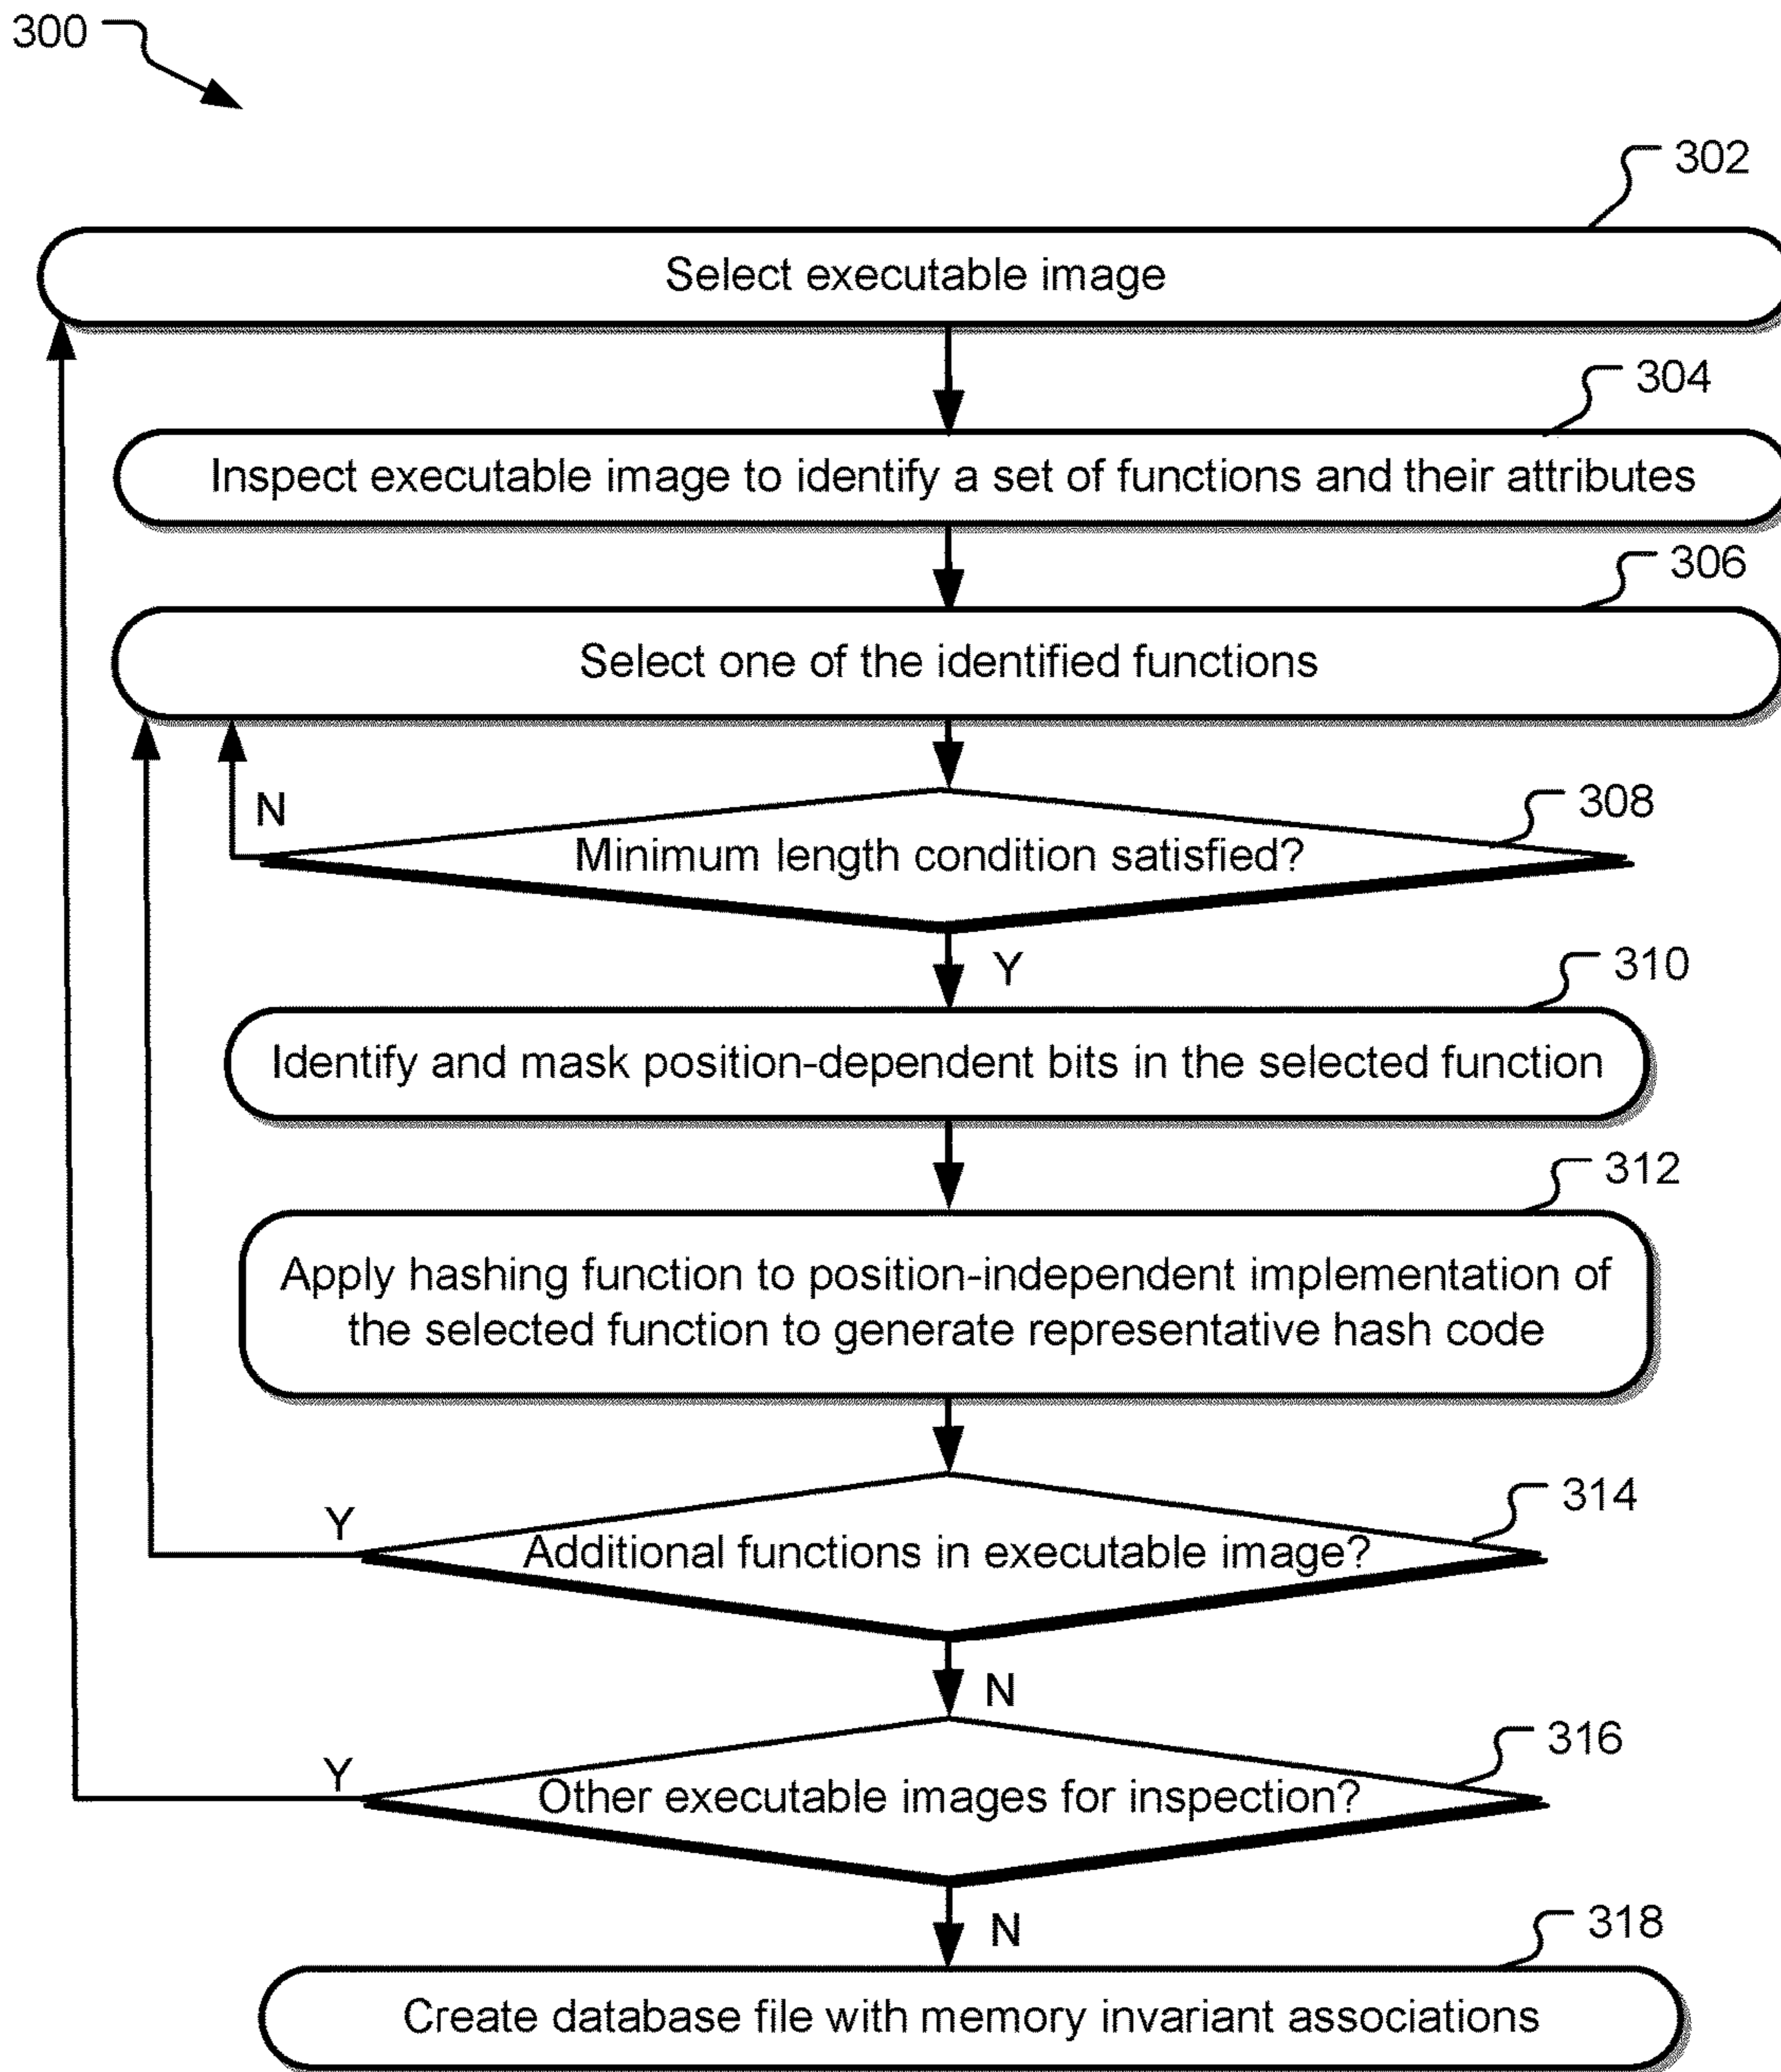 300
302
Select executable image
304
Inspect executable image to identify a set of functions and their attributes
306
Select one of the identified functions
N
308
Minimum length condition satisfied?
Y
310
Identify and mask position-dependent bits in the selected function
312
Apply hashing function to position-independent implementation of
the selected function to generate representative hash code
314
Y
Additional functions in executable image?
N
316
Y
Other executable images for inspection?
N
318
Create database file with memory invariant associations